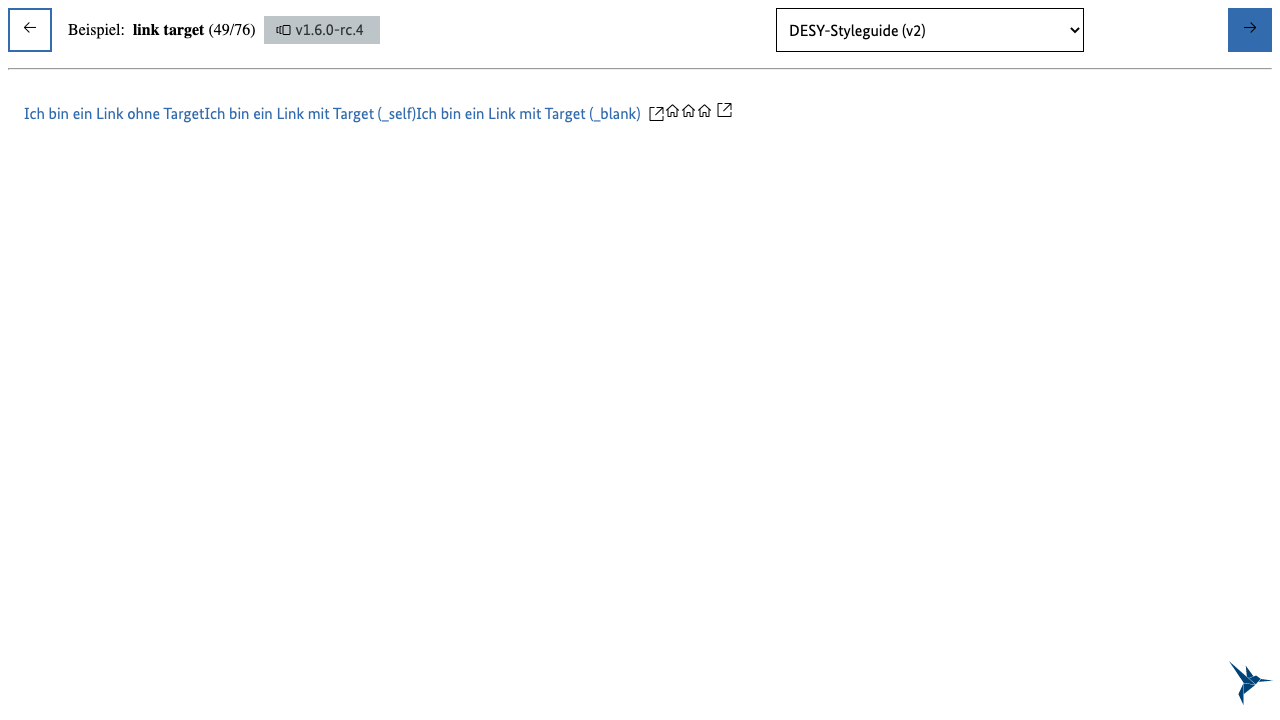 Beispiel: link target (49/76) v1.6.0-rc.4 DESY-Styleguide (v2)
Ich bin ein Link ohne TargetIch bin ein Link mit Target (_self)Ich bin ein Link mit Target (_blank)